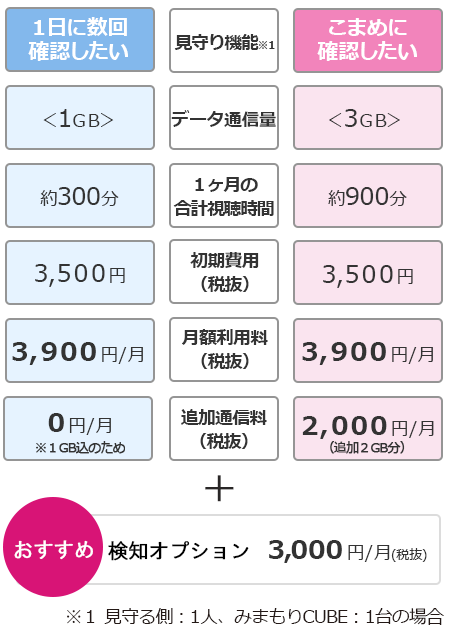 1日に数回
確認したい
見守り機能※1
こまめに
確認したい
<1GB>
データ通信量
<3GB>
約300分
1ヶ月の
合計視聴時間
約900分
3,500円
初期費用
(税抜)
3,500円
3,900円/月
月額利用料
(税抜)
3,900円/月
0円/月
※1GB込のため
追加通信料
(税抜)
2,000円/月
(追加2GB分)
+
おすすめ 検知オプション 3,000円/月(税抜)
※1 見守る側：1人、みまもりCUBE：1台の場合